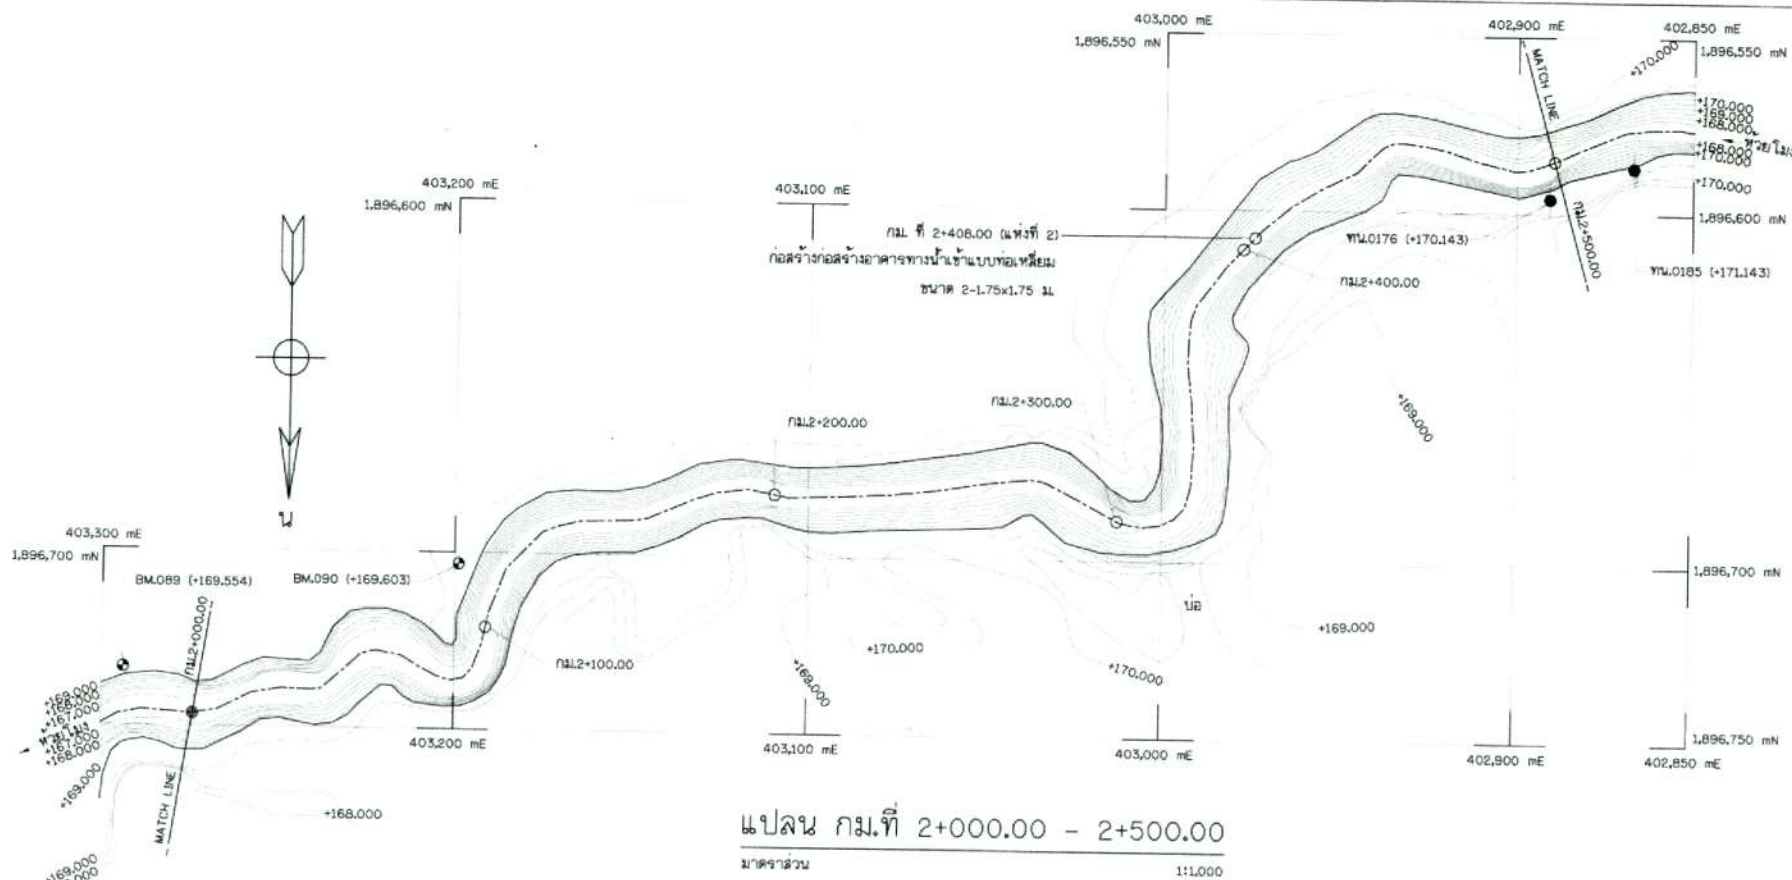 403,000 mE
1,896,550 mN
402,900 mE
402,850 mE
1,896,550 mN
MATCH LINE
+170.000
+170.000
+169.000
+168.000
+168.000
+170.000
+170.000
1,896,600 mN
403,200 mE
1,896,600 mN
403,100 mE
กม. ที่ 2+408.00 (แห่งที่ 2)
ก่อสร้างก่อสร้างอาคารทางน้ำเข้าแบบท่อเหลี่ยม
ขนาด 2-1.75x1.75 ม.
ทน.0176 (+170.143)
กม.2+400.00
กม.2+500.00
ทน.0185 (+171.143)
กม.2+300.00
กม.2+200.00
+169.000
น
403,300 mE
1,896,700 mN
BM.089 (+169.554)
BM.090 (+169.603)
กม.2+000.00
1,896,700 mN
บ่อ
+169.000
กม.2+100.00
+170.000
+169.000
+170.000
+169.000
+168.000
+167.000
ห้วยโมง
+167.000
+168.000
+169.000
MATCH LINE
+168.000
403,200 mE
403,100 mE
403,000 mE
402,900 mE
1,896,750 mN
402,850 mE
+169.000
แปลน กม.ที่ 2+000.00 - 2+500.00
มาตราส่วน 1:1,000